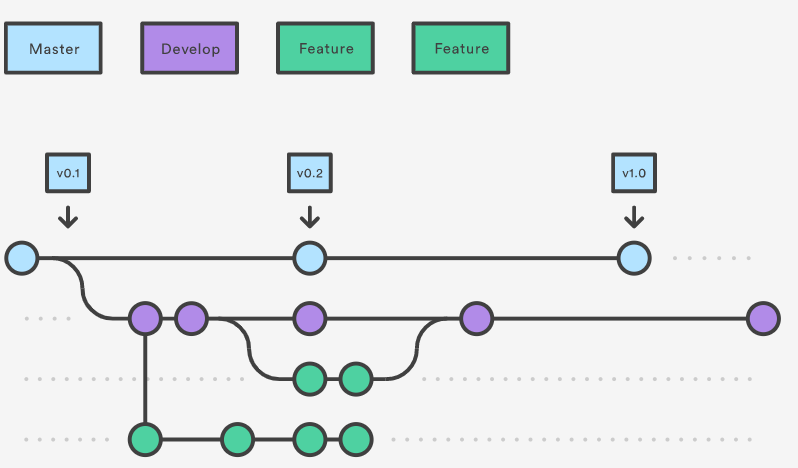 Master
Develop
Feature
Feature
v0.1
v0.2
v1.0